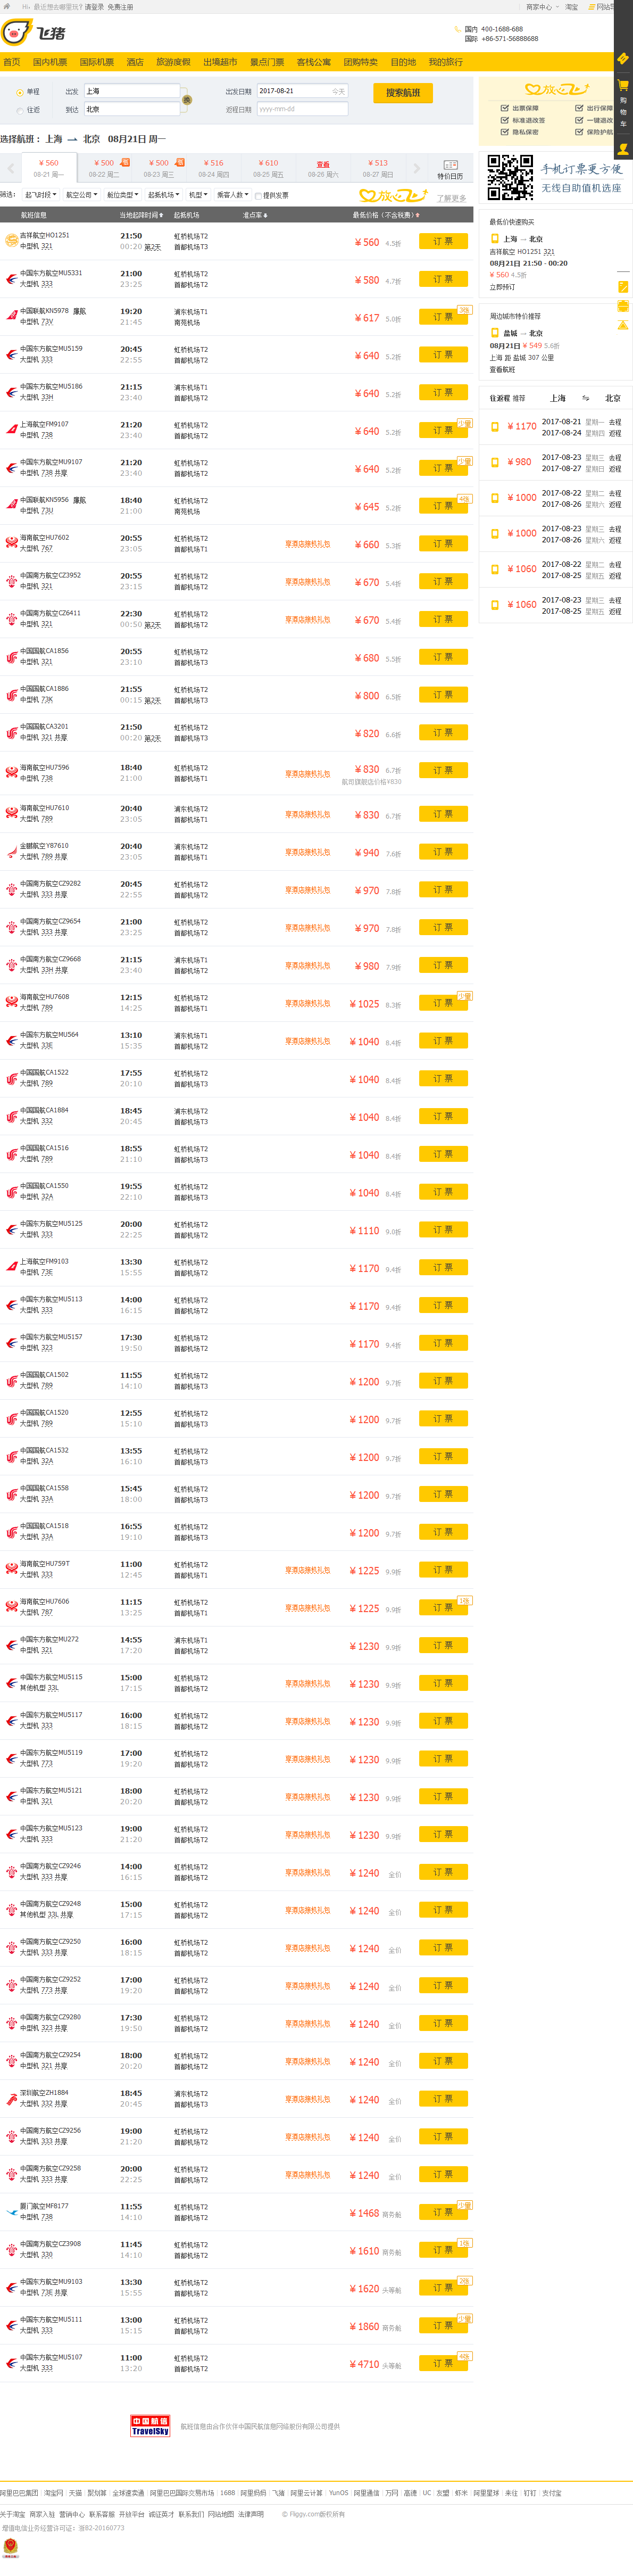 Hi, 最近想去哪里玩? 请登录 免费注册
商家中心 淘宝
飞猪
国内 400-1688-688
国际 +86-571-56888688
首页 国内机票 国际机票 酒店 旅游度假 出境超市 景点门票 客栈公寓 团购特卖 目的地 我的旅行
单程 出发 上海 出发日期 2017-08-21 今天 搜索航班
往返 到达 北京 返程日期 yyyy-mm-dd
选择航班： 上海 北京 08月21日 周一
¥ 560 ¥ 500 ¥ 500 ¥ 516 ¥ 610 查看 ¥ 513
08-21 周一 08-22 周二 08-23 周三 08-24 周四 08-25 周五 08-26 周六 08-27 周日 特价日历
筛选： 起飞时段 航空公司 舱位类型 起抵机场 机型 乘客人数 提供发票 放心飞 了解更多
航班信息 当地起降时间 起抵机场 准点率 最低价格 (不含税费)
吉祥航空HO1251 21:50 虹桥机场T2 ¥560 4.5折 订 票
中型机 321 00:20 第2天 首都机场T3
中国东方航空MU5331 21:00 虹桥机场T2 ¥580 4.7折 订 票
大型机 333 23:25 首都机场T2
中国联航KN5978 廉航 19:20 浦东机场T1 ¥617 5.0折 订 票
中型机 73V 21:45 南苑机场
中国东方航空MU5159 20:45 虹桥机场T2 ¥640 5.2折 订 票
大型机 333 22:55 首都机场T2
中国东方航空MU5186 21:15 浦东机场T1 ¥640 5.2折 订 票
大型机 33H 23:40 首都机场T2
上海航空FM9107 21:20 虹桥机场T2 ¥640 5.2折 订 票
中型机 738 23:40 首都机场T2
中国东方航空MU9107 21:20 虹桥机场T2 ¥640 5.2折 订 票
中型机 738 共享 23:40 首都机场T2
中国联航KN5956 廉航 18:40 虹桥机场T2 ¥645 5.2折 订 票
中型机 73U 21:00 南苑机场
海南航空HU7602 20:55 虹桥机场T2 享酒店接机礼包 ¥660 5.3折 订 票
大型机 767 23:05 首都机场T1
中国南方航空CZ3952 20:55 虹桥机场T2 享酒店接机礼包 ¥670 5.4折 订 票
中型机 321 23:15 首都机场T2
中国南方航空CZ6411 22:30 虹桥机场T2 享酒店接机礼包 ¥670 5.4折 订 票
中型机 321 00:50 第2天 首都机场T2
中国国航CA1856 20:55 虹桥机场T2 ¥680 5.5折 订 票
中型机 321 23:10 首都机场T3
中国国航CA1886 21:55 虹桥机场T2 ¥800 6.5折 订 票
中型机 73K 00:15 第2天 首都机场T3
中国国航CA3201 21:50 虹桥机场T2 ¥820 6.6折 订 票
中型机 321 共享 00:20 第2天 首都机场T3
海南航空HU7596 18:40 虹桥机场T2 享酒店接机礼包 ¥830 6.7折 订 票
中型机 738 21:00 首都机场T1 航司旗舰店价格¥830
海南航空HU7610 20:40 浦东机场T2 享酒店接机礼包 ¥830 6.7折 订 票
大型机 789 23:05 首都机场T1
金鹏航空Y87610 20:40 浦东机场T2 享酒店接机礼包 ¥940 7.6折 订 票
大型机 789 共享 23:05 首都机场T1
中国南方航空CZ9282 20:45 虹桥机场T2 享酒店接机礼包 ¥970 7.8折 订 票
大型机 333 共享 22:55 首都机场T2
中国南方航空CZ9654 21:00 虹桥机场T2 享酒店接机礼包 ¥970 7.8折 订 票
大型机 333 共享 23:25 首都机场T2
中国南方航空CZ9668 21:15 浦东机场T1 享酒店接机礼包 ¥980 7.9折 订 票
大型机 33H 共享 23:40 首都机场T2
海南航空HU7608 12:15 虹桥机场T2 享酒店接机礼包 ¥1025 8.3折 订 票
大型机 789 14:25 首都机场T1
中国东方航空MU564 13:10 浦东机场T1 享酒店接机礼包 ¥1040 8.4折 订 票
大型机 33E 15:35 首都机场T2
中国国航CA1522 17:55 虹桥机场T2 ¥1040 8.4折 订 票
大型机 789 20:10 首都机场T3
中国国航CA1884 18:45 浦东机场T2 ¥1040 8.4折 订 票
大型机 332 20:45 首都机场T3
中国国航CA1516 18:55 虹桥机场T2 ¥1040 8.4折 订 票
大型机 789 21:10 首都机场T3
中国国航CA1550 19:55 虹桥机场T2 ¥1040 8.4折 订 票
中型机 32A 22:10 首都机场T3
中国东方航空MU5125 20:00 虹桥机场T2 ¥1110 9.0折 订 票
大型机 333 22:25 首都机场T2
上海航空FM9103 13:30 虹桥机场T2 ¥1170 9.4折 订 票
中型机 73E 15:55 首都机场T2
中国东方航空MU5113 14:00 虹桥机场T2 ¥1170 9.4折 订 票
大型机 333 16:15 首都机场T2
中国东方航空MU5157 17:30 虹桥机场T2 ¥1170 9.4折 订 票
中型机 323 19:50 首都机场T2
中国国航CA1502 11:55 虹桥机场T2 ¥1200 9.7折 订 票
大型机 789 14:10 首都机场T3
中国国航CA1520 12:55 虹桥机场T2 ¥1200 9.7折 订 票
大型机 789 15:10 首都机场T3
中国国航CA1532 13:55 虹桥机场T2 ¥1200 9.7折 订 票
中型机 32A 16:10 首都机场T3
中国国航CA1558 15:45 虹桥机场T2 ¥1200 9.7折 订 票
大型机 33A 18:00 首都机场T3
中国国航CA1518 16:55 虹桥机场T2 ¥1200 9.7折 订 票
大型机 33A 19:10 首都机场T3
海南航空HU759T 11:00 虹桥机场T2 享酒店接机礼包 ¥1225 9.9折 订 票
大型机 333 12:45 首都机场T1
海南航空HU7606 11:15 虹桥机场T2 享酒店接机礼包 ¥1225 9.9折 订 票
大型机 787 13:25 首都机场T1
中国东方航空MU272 14:55 浦东机场T1 ¥1230 9.9折 订 票
中型机 321 17:20 首都机场T2
中国东方航空MU5115 15:00 虹桥机场T2 享酒店接机礼包 ¥1230 9.9折 订 票
其他机型 33L 17:15 首都机场T2
中国东方航空MU5117 16:00 虹桥机场T2 享酒店接机礼包 ¥1230 9.9折 订 票
大型机 333 18:15 首都机场T2
中国东方航空MU5119 17:00 虹桥机场T2 享酒店接机礼包 ¥1230 9.9折 订 票
大型机 773 19:20 首都机场T2
中国东方航空MU5121 18:00 虹桥机场T2 享酒店接机礼包 ¥1230 9.9折 订 票
中型机 321 20:20 首都机场T2
中国东方航空MU5123 19:00 虹桥机场T2 享酒店接机礼包 ¥1230 9.9折 订 票
大型机 333 21:20 首都机场T2
中国南方航空CZ9246 14:00 虹桥机场T2 享酒店接机礼包 ¥1240 全价 订 票
大型机 333 共享 16:15 首都机场T2
中国南方航空CZ9248 15:00 虹桥机场T2 享酒店接机礼包 ¥1240 全价 订 票
其他机型 33L 共享 17:15 首都机场T2
中国南方航空CZ9250 16:00 虹桥机场T2 享酒店接机礼包 ¥1240 全价 订 票
大型机 333 共享 18:15 首都机场T2
中国南方航空CZ9252 17:00 虹桥机场T2 享酒店接机礼包 ¥1240 全价 订 票
大型机 773 共享 19:20 首都机场T2
中国南方航空CZ9280 17:30 虹桥机场T2 享酒店接机礼包 ¥1240 全价 订 票
中型机 323 共享 19:50 首都机场T2
中国南方航空CZ9254 18:00 虹桥机场T2 享酒店接机礼包 ¥1240 全价 订 票
中型机 321 共享 20:20 首都机场T2
深圳航空ZH1884 18:45 浦东机场T2 享酒店接机礼包 ¥1240 全价 订 票
大型机 332 共享 20:45 首都机场T3
中国南方航空CZ9256 19:00 虹桥机场T2 享酒店接机礼包 ¥1240 全价 订 票
大型机 333 共享 21:20 首都机场T2
中国南方航空CZ9258 20:00 虹桥机场T2 享酒店接机礼包 ¥1240 全价 订 票
大型机 333 共享 22:25 首都机场T2
厦门航空MF8177 11:55 虹桥机场T2 ¥1468 商务舱 订 票
中型机 738 14:10 首都机场T2
中国南方航空CZ3908 11:45 虹桥机场T2 ¥1610 商务舱 订 票
大型机 330 14:10 首都机场T2
中国东方航空MU9103 13:30 虹桥机场T2 ¥1620 头等舱 订 票
中型机 73E 共享 15:55 首都机场T2
中国东方航空MU5111 13:00 虹桥机场T2 ¥1860 商务舱 订 票
大型机 333 15:15 首都机场T2
中国东方航空MU5107 11:00 虹桥机场T2 ¥4710 头等舱 订 票
大型机 333 13:20 首都机场T2
放心飞
出票保障 出行保障
标准退改签 一键退改
隐私保密 保险护航
手机订票更方便
无线自助值机选座
最低价快速购买
上海 北京
吉祥航空 HO1251 321
08月21日 21:50 - 00:20
¥ 560 4.5折
立即预订
周边城市特价推荐
盐城 北京
08月21日 ¥ 549 5.6折
上海 距 盐城 307 公里
查看航班
往返程 推荐 上海 北京
¥1170 2017-08-21 星期一 去程
2017-08-24 星期四 返程
¥980 2017-08-23 星期三 去程
2017-08-27 星期日 返程
¥1000 2017-08-22 星期二 去程
2017-08-26 星期六 返程
¥1000 2017-08-23 星期三 去程
2017-08-26 星期六 返程
¥1060 2017-08-22 星期二 去程
2017-08-25 星期五 返程
¥1060 2017-08-23 星期三 去程
2017-08-25 星期五 返程
购
物
车
中国航信
TravelSky 航班信息由合作伙伴中国民航信息网络股份有限公司提供
阿里巴巴集团 淘宝网 天猫 聚划算 全球速卖通 阿里巴巴国际交易市场 1688 阿里妈妈 飞猪 阿里云计算 YunOS 阿里通信 万网 高德 UC 友盟 虾米 阿里星球 来往 钉钉 支付宝
关于淘宝 商家入驻 营销中心 联系客服 开放平台 诚征英才 联系我们 网站地图 法律声明 © Fliggy.com版权所有
增值电信业务经营许可证：浙B2-20160773